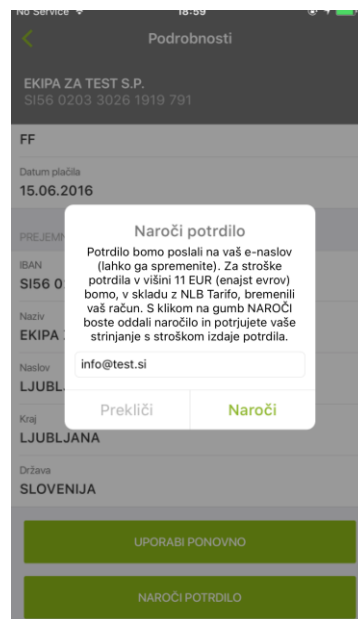 No Service 18:59
Podrobnosti
EKIPA ZA TEST S.P.
SI56 0203 3026 1919 791
FF
Datum plačila
15.06.2016
IBAN
SI56
Naroči potrdilo
Potrdilo bomo poslali na vaš e-naslov
(lahko ga spremenite). Za stroške
potrdila v višini 11 EUR (enajst evrov)
bomo, v skladu z NLB Tarifo, bremenili
vaš račun. S klikom na gumb NAROČI
boste oddali naročilo in potrjujete vaše
strinjanje s stroškom izdaje potrdila.
info@test.si
Prekliči Naroči
Naziv
EKIPA
Naslov
Kraj
LJUBLJANA
Država
SLOVENIJA
UPORABI PONOVNO
NAROČI POTRDILO